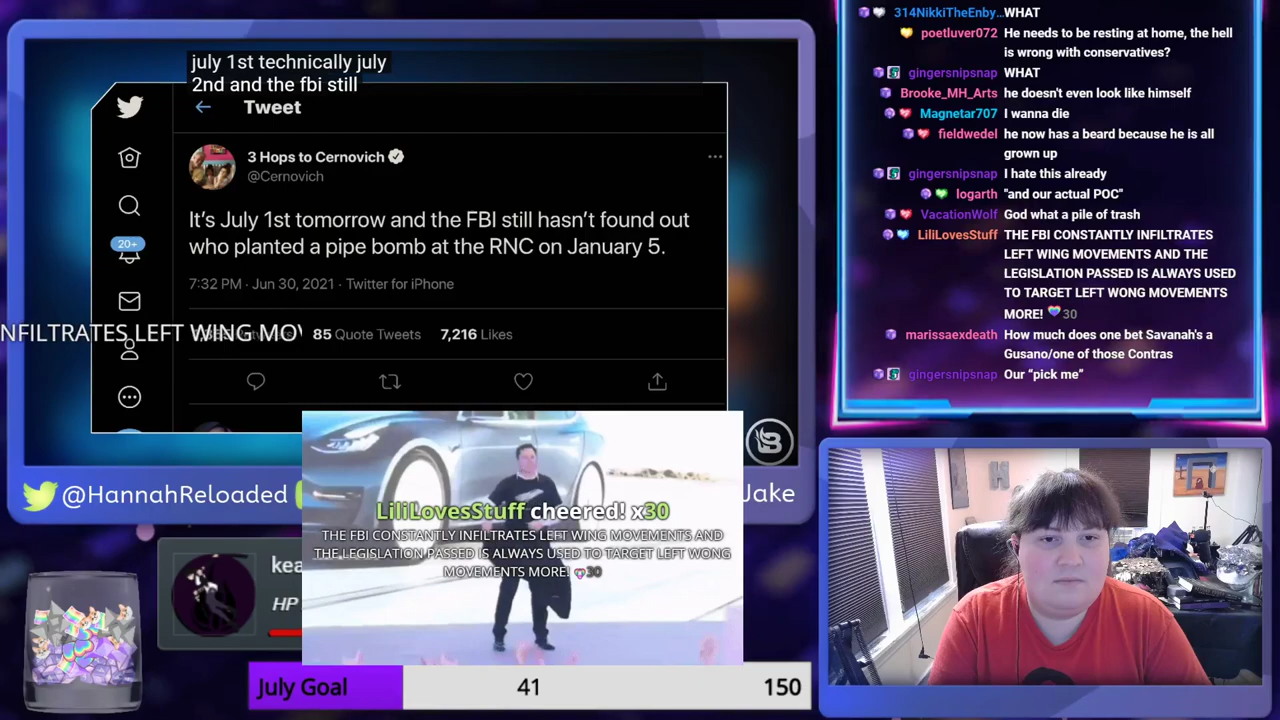 july 1st technically july
2nd and the fbi still
Tweet
3 Hops to Cernovich
@Cernovich
It's July 1st tomorrow and the FBI still hasn't found out
who planted a pipe bomb at the RNC on January 5.
7:32 PM · Jun 30, 2021 · Twitter for iPhone
20+
NFILTRATES LEFT WING MOV
85 Quote Tweets 7,216 Likes
@HannahReloaded
Jake
LiliLovesStuff cheered! x30
THE FBI CONSTANTLY INFILTRATES LEFT WING MOVEMENTS AND
THE LEGISLATION PASSED IS ALWAYS USED TO TARGET LEFT WONG
MOVEMENTS MORE! 30
kea
HP
July Goal 41 150
314NikkiTheEnby... WHAT
poetluver072 He needs to be resting at home, the hell
is wrong with conservatives?
gingersnipsnap WHAT
Brooke_MH_Arts he doesn't even look like himself
Magnetar707 I wanna die
fieldwedel he now has a beard because he is all
grown up
gingersnipsnap I hate this already
logarth "and our actual POC"
VacationWolf God what a pile of trash
LiliLovesStuff THE FBI CONSTANTLY INFILTRATES
LEFT WING MOVEMENTS AND THE
LEGISLATION PASSED IS ALWAYS USED
TO TARGET LEFT WONG MOVEMENTS
MORE! 30
marissaexdeath How much does one bet Savanah's a
Gusano/one of those Contras
gingersnipsnap Our “pick me”